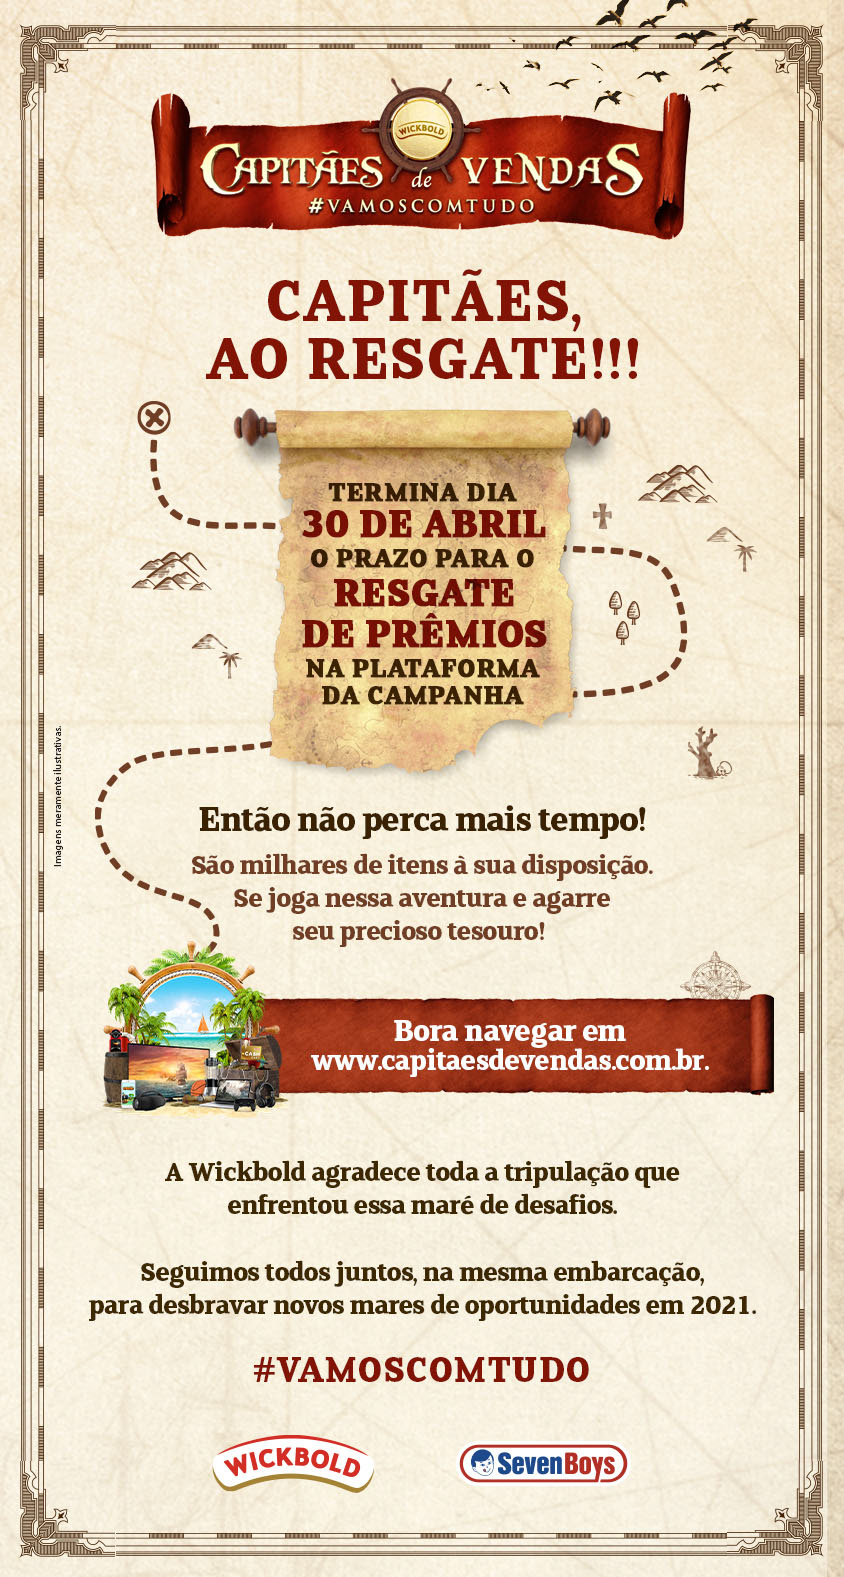 WICKBOLD
CAPITÃES de VENDAS
#VAMOSCOMTUDO
CAPITÃES,
AO RESGATE!!!
TERMINA DIA
30 DE ABRIL
O PRAZO PARA O
RESGATE
DE PRÊMIOS
NA PLATAFORMA
DA CAMPANHA
Imagens meramente ilustrativas.
Então não perca mais tempo!
São milhares de itens à sua disposição.
Se joga nessa aventura e agarre
seu precioso tesouro!
Bora navegar em
www.capitaesdevendas.com.br.
A Wickbold agradece toda a tripulação que
enfrentou essa maré de desafios.
Seguimos todos juntos, na mesma embarcação,
para desbravar novos mares de oportunidades em 2021.
#VAMOSCOMTUDO
WICKBOLD
SevenBoys